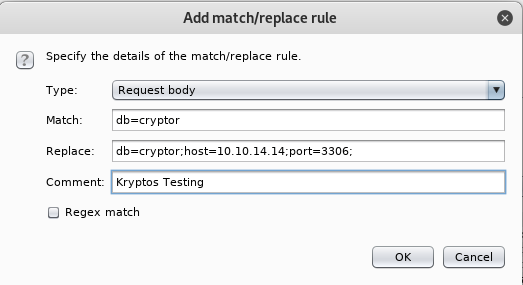 Add match/replace rule
? Specify the details of the match/replace rule.
Type: Request body
Match: db=cryptor
Replace: db=cryptor;host=10.10.14.14;port=3306;
Comment: Kryptos Testing
Regex match
OK Cancel